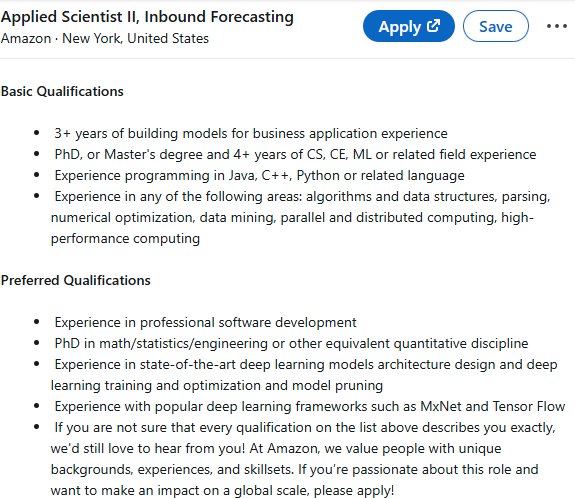 Applied Scientist II, Inbound Forecasting
Amazon · New York, United States
Apply
Save
Basic Qualifications
• 3+ years of building models for business application experience
• PhD, or Master's degree and 4+ years of CS, CE, ML or related field experience
• Experience programming in Java, C++, Python or related language
• Experience in any of the following areas: algorithms and data structures, parsing,
numerical optimization, data mining, parallel and distributed computing, high-
performance computing
Preferred Qualifications
• Experience in professional software development
• PhD in math/statistics/engineering or other equivalent quantitative discipline
• Experience in state-of-the-art deep learning models architecture design and deep
learning training and optimization and model pruning
• Experience with popular deep learning frameworks such as MxNet and Tensor Flow
• If you are not sure that every qualification on the list above describes you exactly,
we'd still love to hear from you! At Amazon, we value people with unique
backgrounds, experiences, and skillsets. If you’re passionate about this role and
want to make an impact on a global scale, please apply!